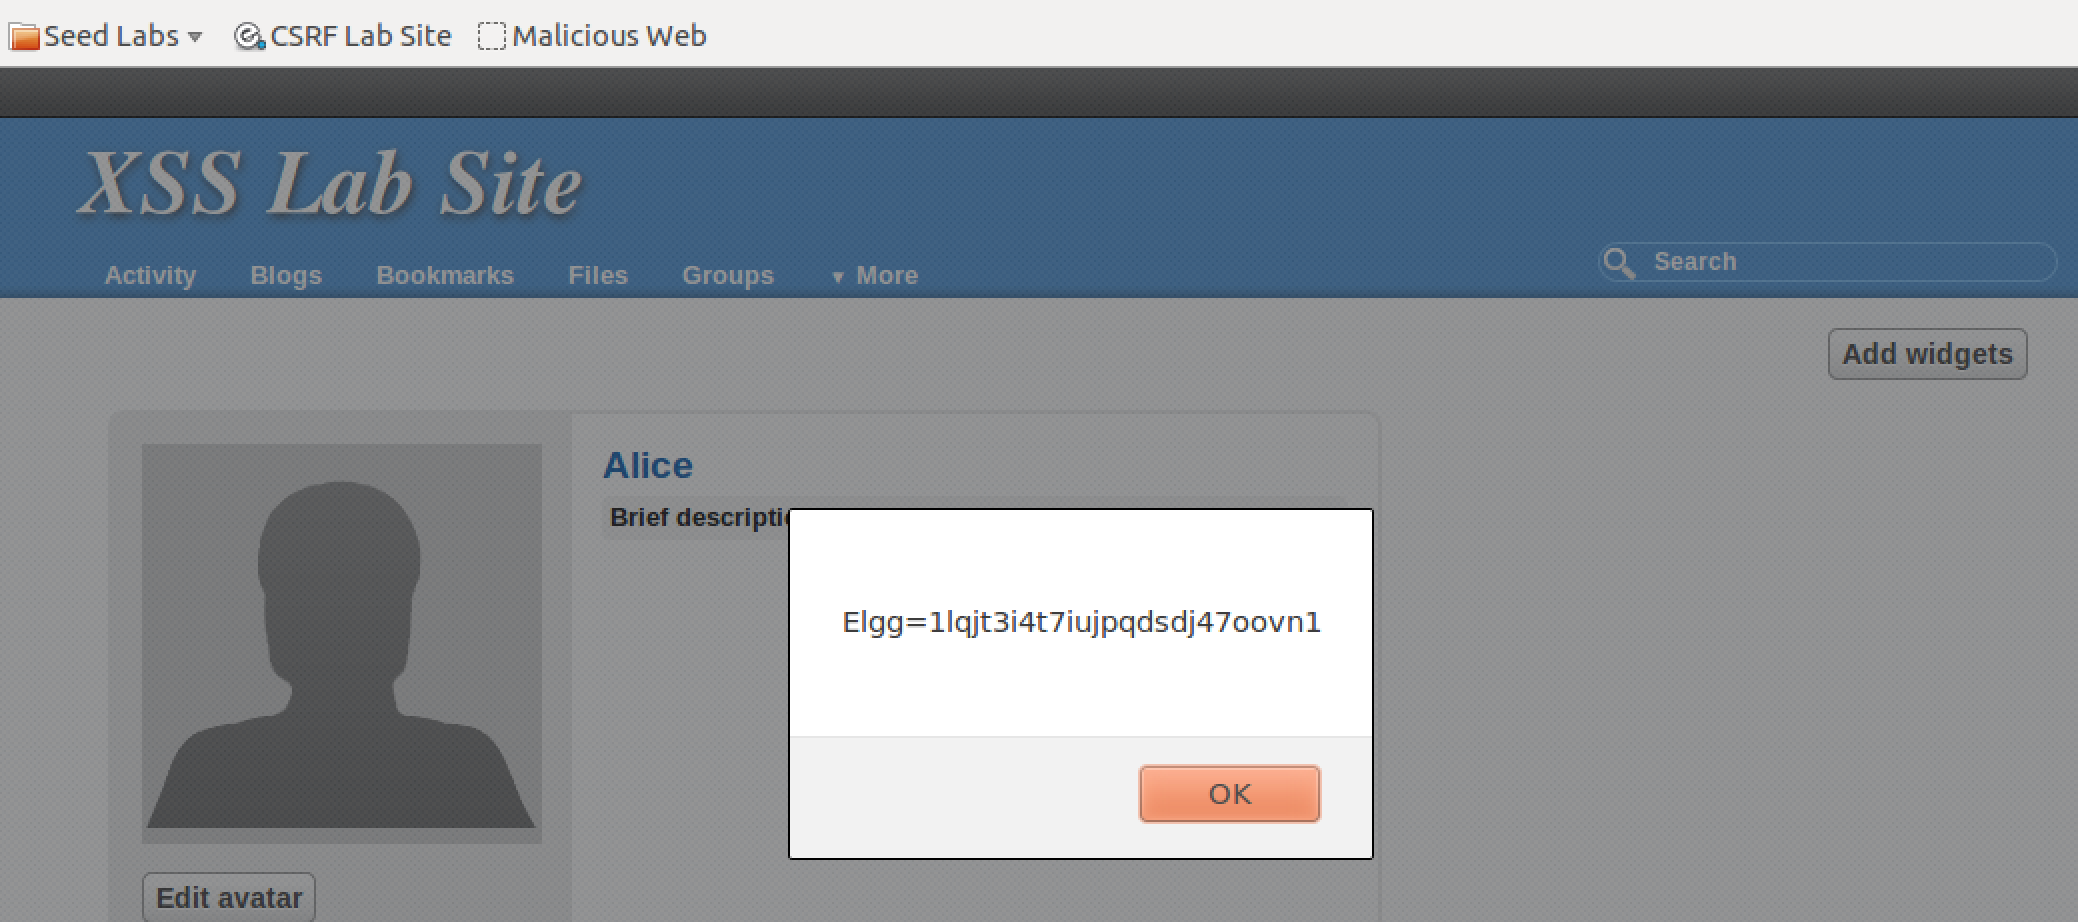 Seed Labs CSRF Lab Site Malicious Web
XSS Lab Site
Activity Blogs Bookmarks Files Groups ▼ More Search
Add widgets
Alice
Brief descripti
Elgg=1lqjt3i4t7iujpqdsdj47oovn1
OK
Edit avatar